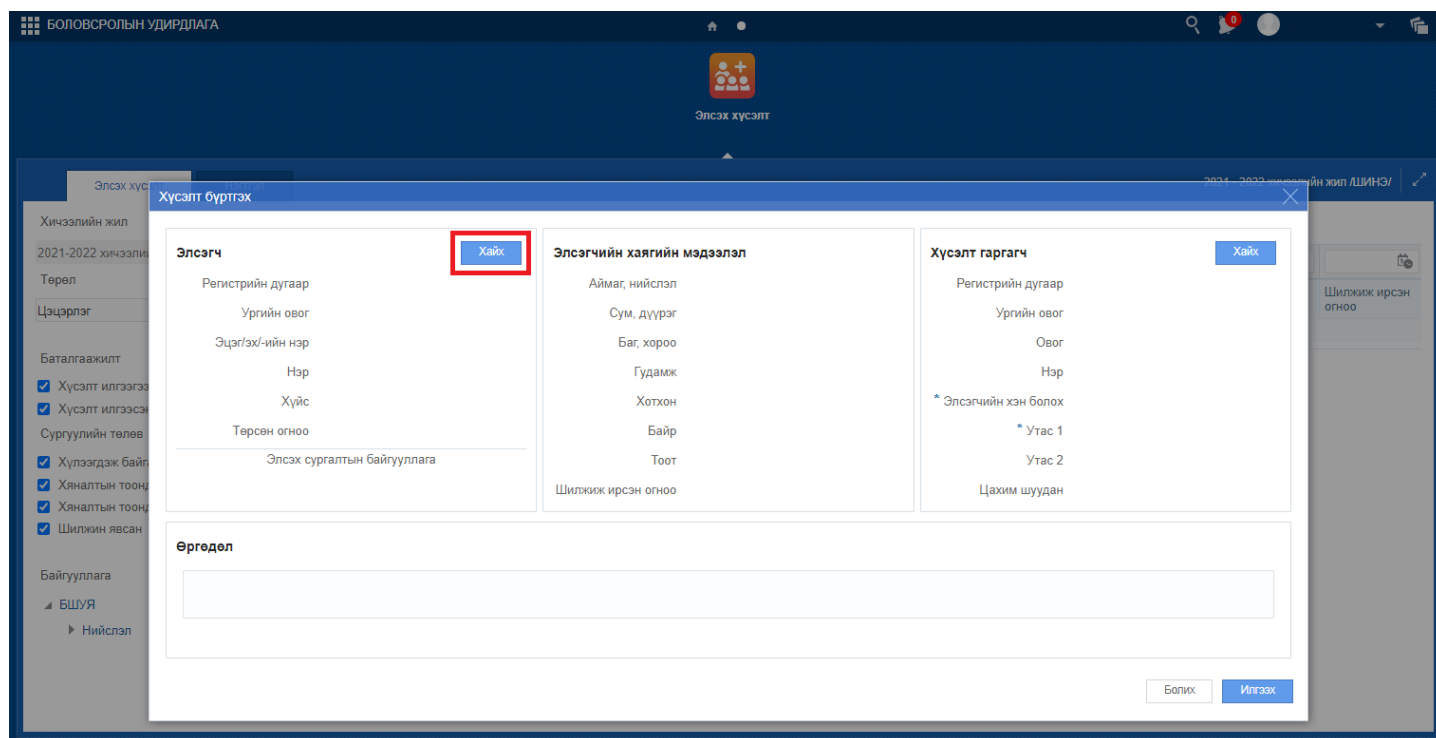 БОЛОВСРОЛЫН УДИРДЛАГА
0
Элсэх хүсэлт
Элсэх хүс
2021 - 2022 хичээлийн жил /ШИНЭ/
Хүсэлт бүртгэх
Хичээлийн жил
2021-2022 хичээлий
Төрөл
Цэцэрлэг
Баталгаажилт
Хүсэлт илгээгээ
Хүсэлт илгээсэн
Сургуулийн төлөв
Хүлээгдэж байга
Хяналтын тоонд
Хяналтын тоонд
Шилжин явсан
Байгууллага
БШУЯ
Нийслэл
Элсэгч
Хайх
Регистрийн дугаар
Ургийн овог
Эцэг/эх/-ийн нэр
Нэр
Хүйс
Төрсөн огноо
Элсэх сургалтын байгууллага
Элсэгчийн хаягийн мэдээлэл
Аймаг, нийслэл
Сум, дүүрэг
Баг, хороо
Гудамж
Хотхон
Байр
Тоот
Шилжиж ирсэн огноо
Хүсэлт гаргагч
Хайх
Регистрийн дугаар
Ургийн овог
Овог
Нэр
* Элсэгчийн хэн болох
* Утас 1
Утас 2
Цахим шуудан
Шилжиж ирсэн
огноо
Өргөдөл
Болих
Илгээх